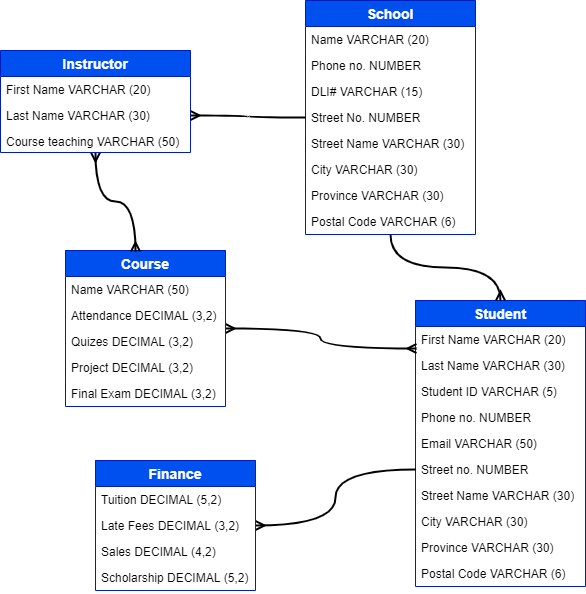 School
Name VARCHAR (20)
Phone no. NUMBER
DLI# VARCHAR (15)
Street No. NUMBER
Street Name VARCHAR (30)
City VARCHAR (30)
Province VARCHAR (30)
Postal Code VARCHAR (6)
Instructor
First Name VARCHAR (20)
Last Name VARCHAR (30)
Course teaching VARCHAR (50)
Course
Name VARCHAR (50)
Attendance DECIMAL (3,2)
Quizes DECIMAL (3,2)
Project DECIMAL (3,2)
Final Exam DECIMAL (3,2)
Student
First Name VARCHAR (20)
Last Name VARCHAR (30)
Student ID VARCHAR (5)
Phone no. NUMBER
Email VARCHAR (50)
Street no. NUMBER
Street Name VARCHAR (30)
City VARCHAR (30)
Province VARCHAR (30)
Postal Code VARCHAR (6)
Finance
Tuition DECIMAL (5,2)
Late Fees DECIMAL (3,2)
Sales DECIMAL (4,2)
Scholarship DECIMAL (5,2)